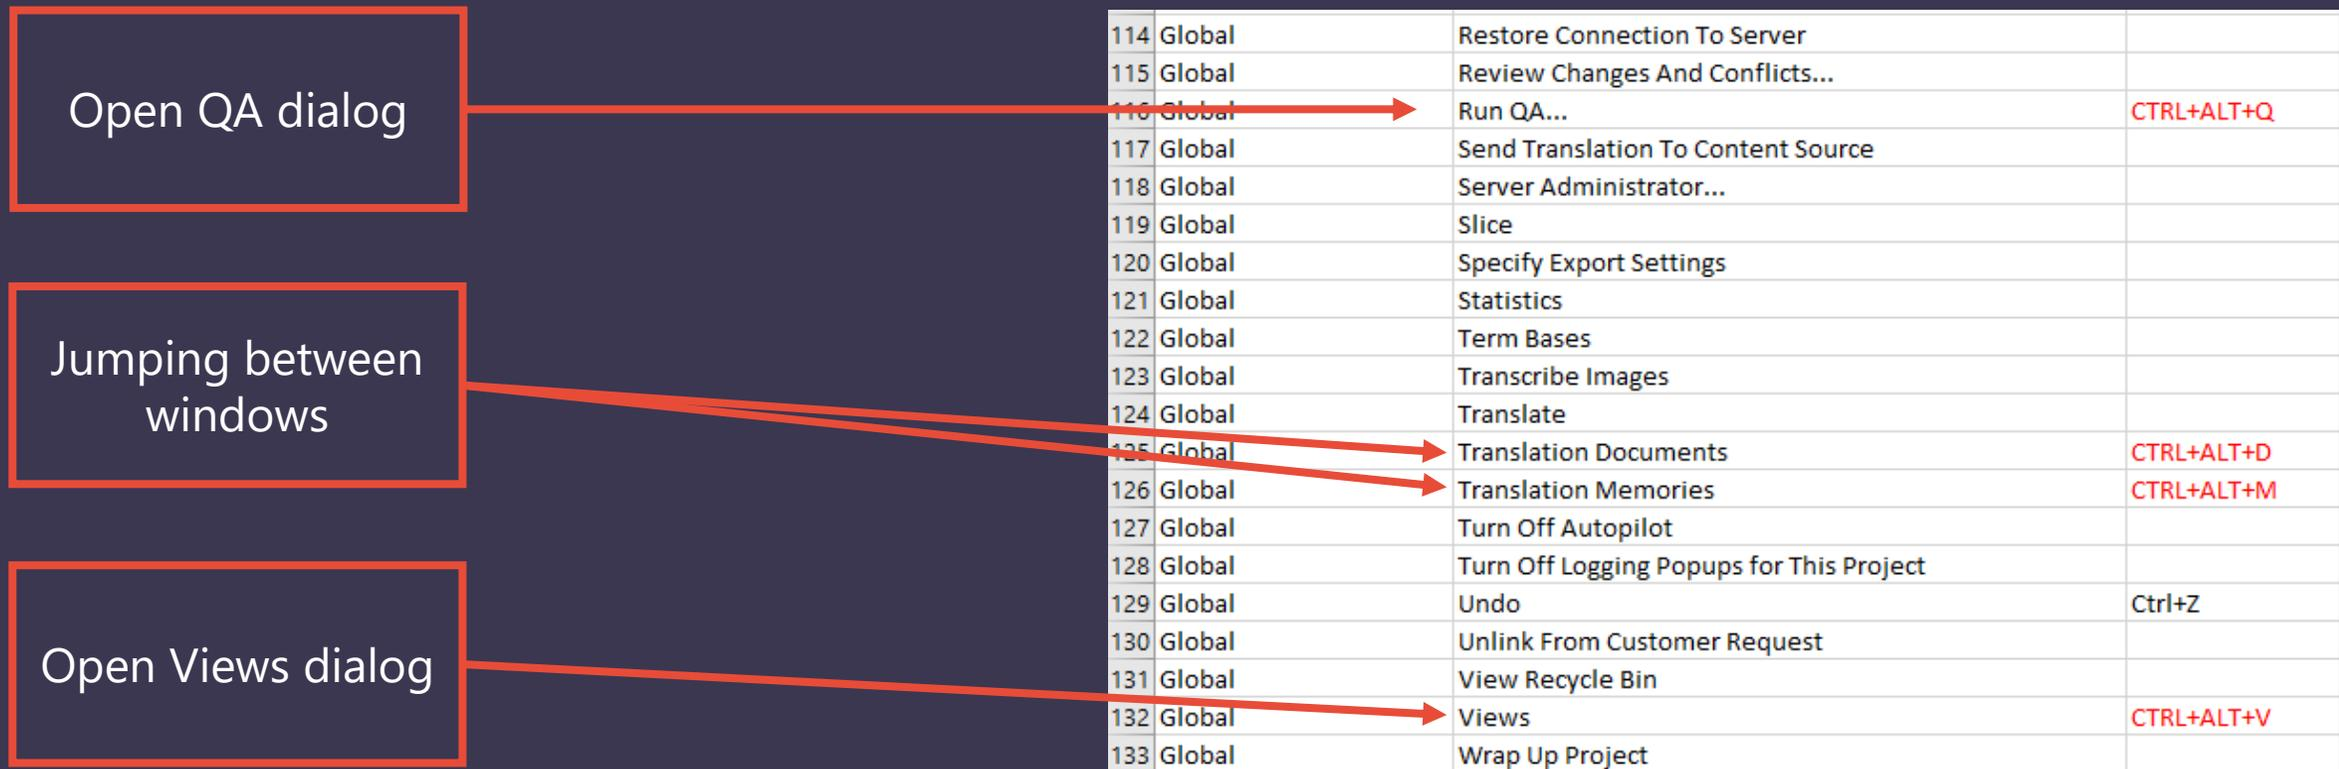 Open QA dialog
Jumping between
windows
Open Views dialog
114 Global Restore Connection To Server
115 Global Review Changes And Conflicts...
116 Global Run QA... CTRL+ALT+Q
117 Global Send Translation To Content Source
118 Global Server Administrator...
119 Global Slice
120 Global Specify Export Settings
121 Global Statistics
122 Global Term Bases
123 Global Transcribe Images
124 Global Translate
125 Global Translation Documents CTRL+ALT+D
126 Global Translation Memories CTRL+ALT+M
127 Global Turn Off Autopilot
128 Global Turn Off Logging Popups for This Project
129 Global Undo Ctrl+Z
130 Global Unlink From Customer Request
131 Global View Recycle Bin
132 Global Views CTRL+ALT+V
133 Global Wrap Up Project